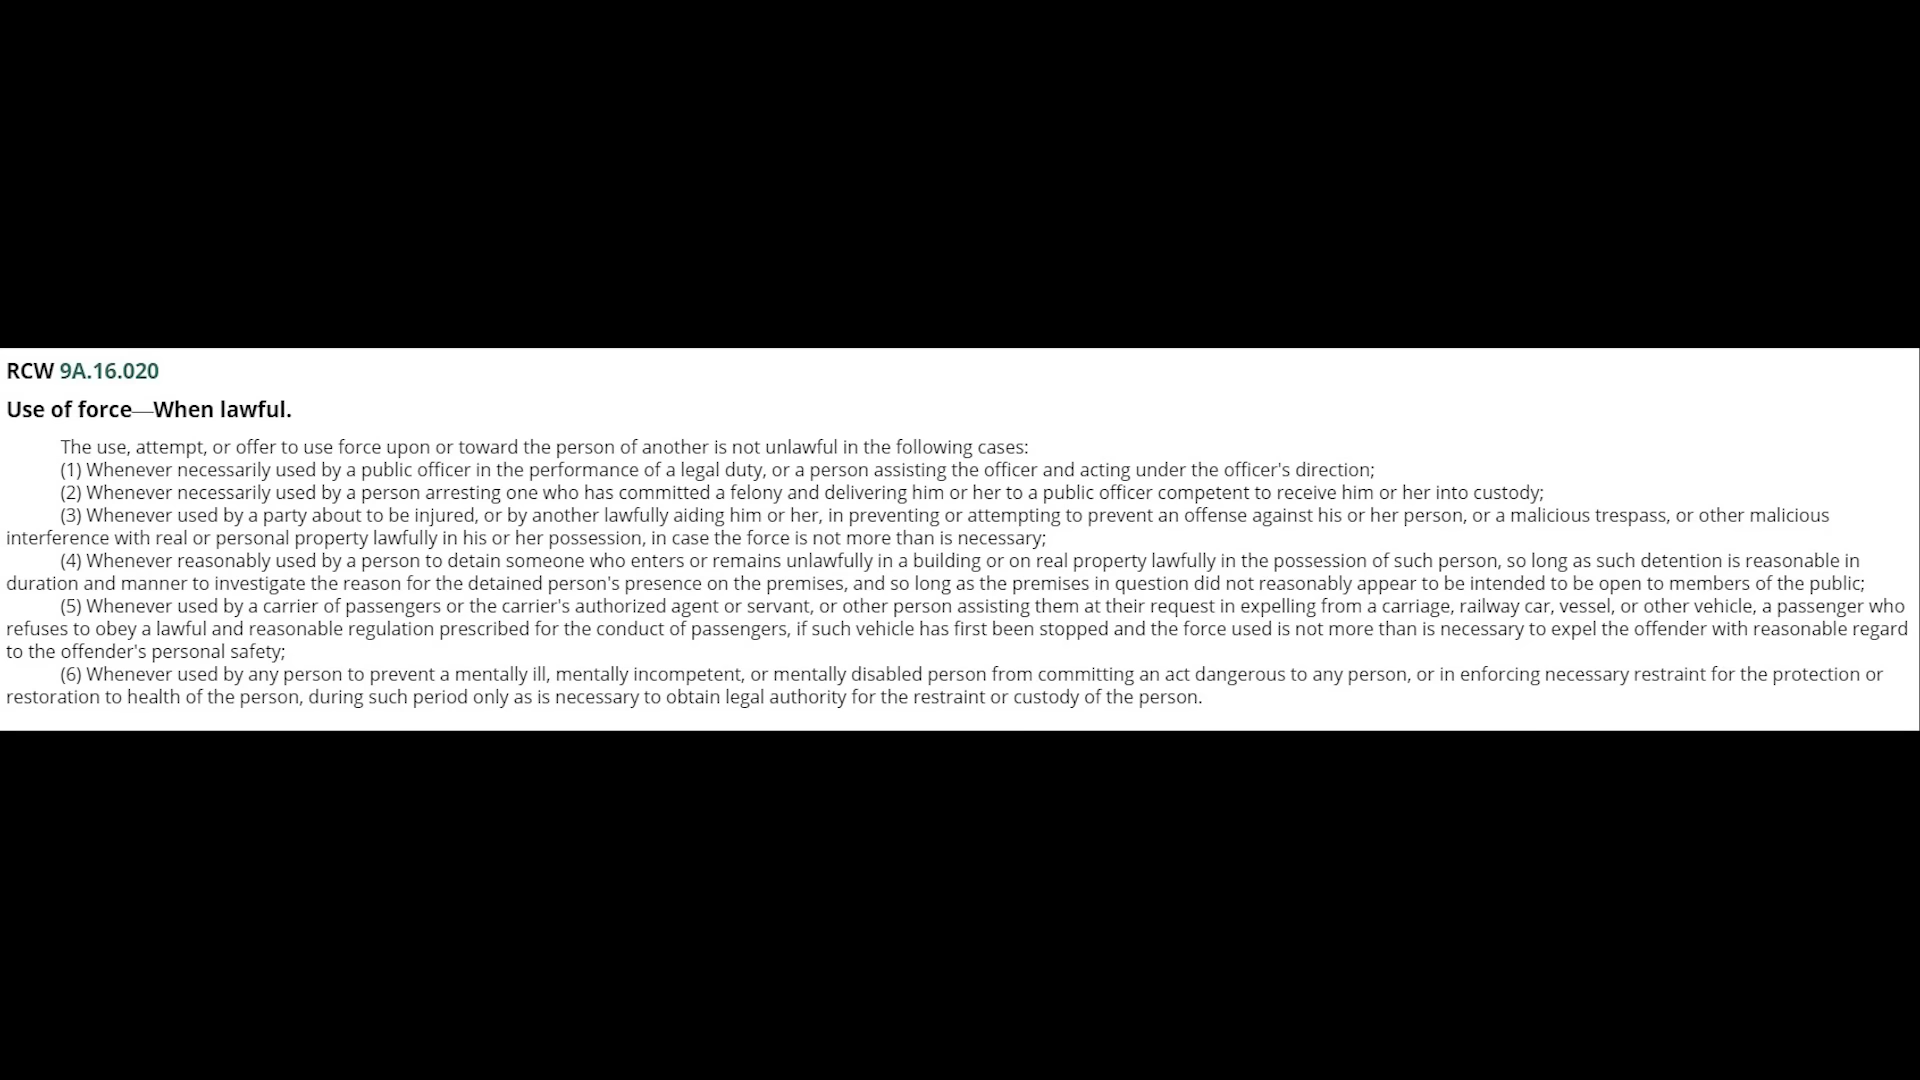 RCW 9A.16.020
Use of force—When lawful.
The use, attempt, or offer to use force upon or toward the person of another is not unlawful in the following cases:
(1) Whenever necessarily used by a public officer in the performance of a legal duty, or a person assisting the officer and acting under the officer's direction;
(2) Whenever necessarily used by a person arresting one who has committed a felony and delivering him or her to a public officer competent to receive him or her into custody;
(3) Whenever used by a party about to be injured, or by another lawfully aiding him or her, in preventing or attempting to prevent an offense against his or her person, or a malicious trespass, or other malicious
interference with real or personal property lawfully in his or her possession, in case the force is not more than is necessary;
(4) Whenever reasonably used by a person to detain someone who enters or remains unlawfully in a building or on real property lawfully in the possession of such person, so long as such detention is reasonable in
duration and manner to investigate the reason for the detained person's presence on the premises, and so long as the premises in question did not reasonably appear to be intended to be open to members of the public;
(5) Whenever used by a carrier of passengers or the carrier's authorized agent or servant, or other person assisting them at their request in expelling from a carriage, railway car, vessel, or other vehicle, a passenger who
refuses to obey a lawful and reasonable regulation prescribed for the conduct of passengers, if such vehicle has first been stopped and the force used is not more than is necessary to expel the offender with reasonable regard
to the offender's personal safety;
(6) Whenever used by any person to prevent a mentally ill, mentally incompetent, or mentally disabled person from committing an act dangerous to any person, or in enforcing necessary restraint for the protection or
restoration to health of the person, during such period only as is necessary to obtain legal authority for the restraint or custody of the person.